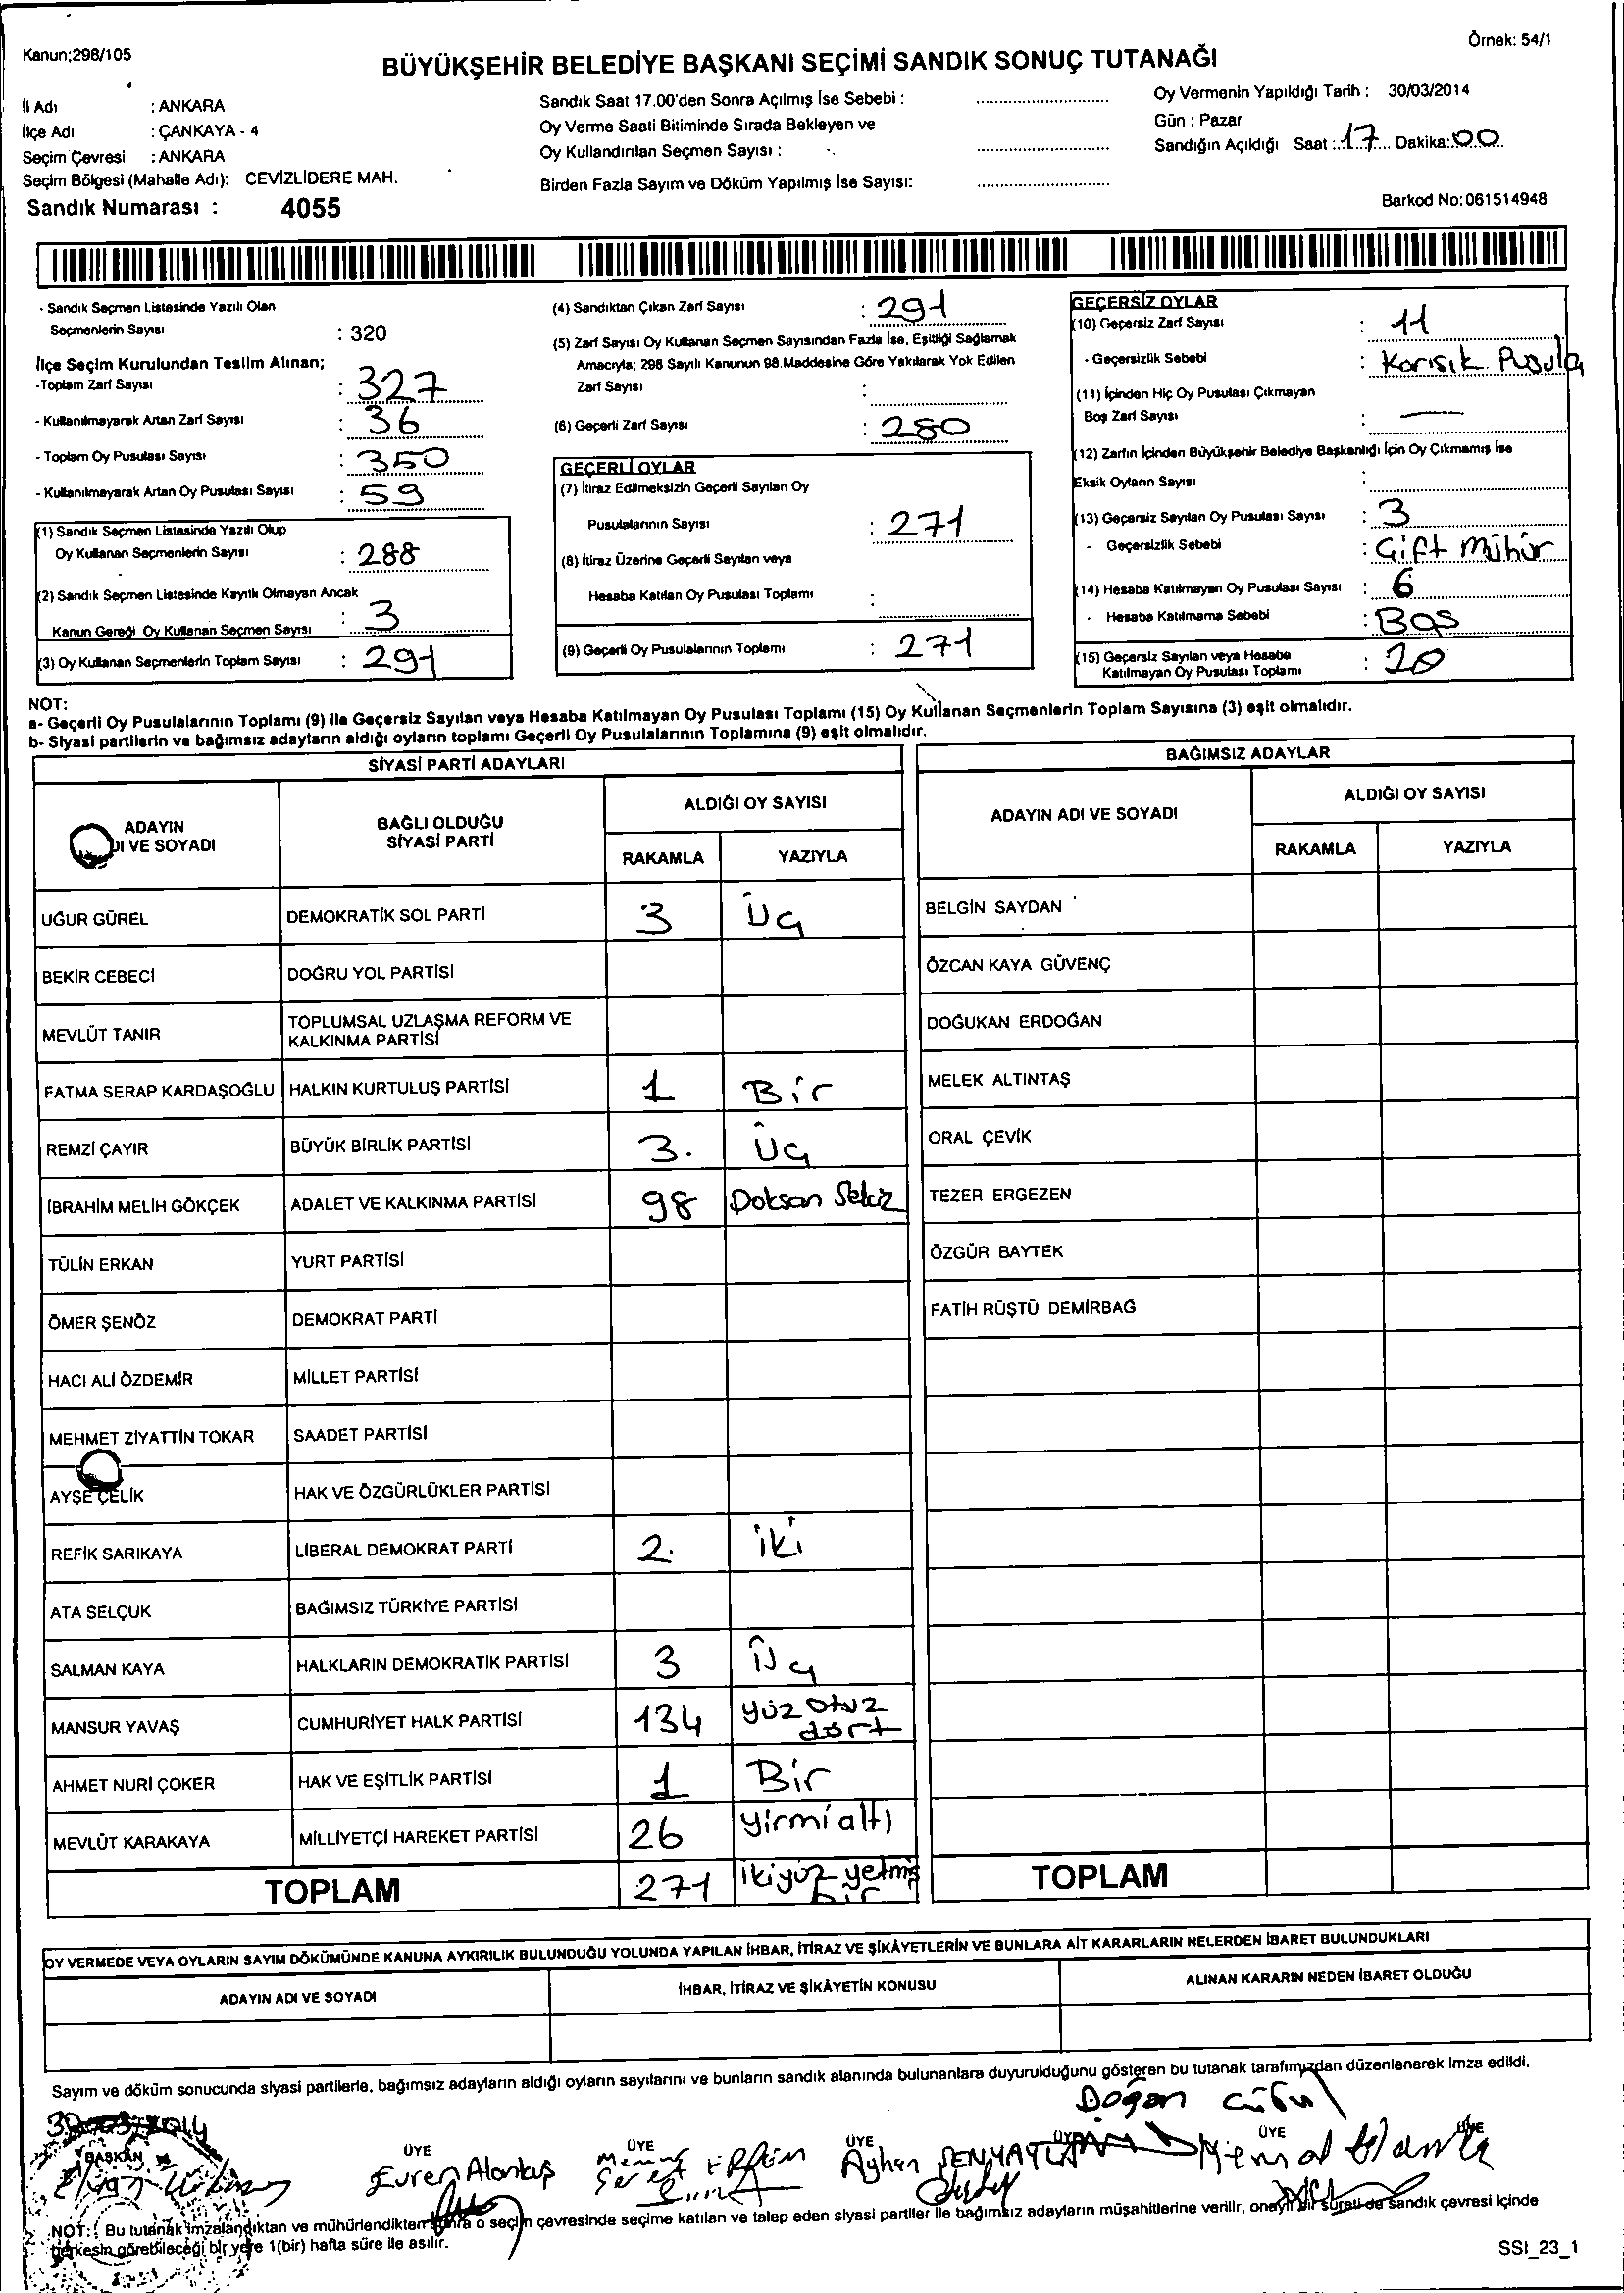 Kanun:298/105
Örnek: 54/1
BÜYÜKŞEHİR BELEDİYE BAŞKANI SEÇİMİ SANDIK SONUÇ TUTANAĞI
İl Adı : ANKARA
İlçe Adı : ÇANKAYA - 4
Seçim Çevresi : ANKARA
Seçim Bölgesi (Mahalle Adı): CEVİZLİDERE MAH.
Sandık Numarası : 4055
Sandık Saat 17.00'den Sonra Açılmış İse Sebebi :
Oy Verme Saati Bitiminde Sırada Bekleyen ve
Oy Kullandırılan Seçmen Sayısı :
Birden Fazla Sayım ve Döküm Yapılmış İse Sayısı:
Oy Vermenin Yapıldığı Tarih : 30/03/2014
Gün : Pazar
Sandığın Açıldığı Saat : 17 Dakika: 00
Barkod No:061514948
- Sandık Seçmen Listesinde Yazılı Olan
Seçmenlerin Sayısı : 320
İlçe Seçim Kurulundan Teslim Alınan;
-Toplam Zarf Sayısı : 327
- Kullanılmayarak Artan Zarf Sayısı : 36
- Toplam Oy Pusulası Sayısı : 350
- Kullanılmayarak Artan Oy Pusulası Sayısı : 59
(1) Sandık Seçmen Listesinde Yazılı Olup
Oy Kullanan Seçmenlerin Sayısı : 288
(2) Sandık Seçmen Listesinde Kayıtlı Olmayan Ancak
Kanun Gereği Oy Kullanan Seçmen Sayısı : 3
(3) Oy Kullanan Seçmenlerin Toplam Sayısı : 291
(4) Sandıktan Çıkan Zarf Sayısı : 291
(5) Zarf Sayısı Oy Kullanan Seçmen Sayısından Fazla İse, Eşitliği Sağlamak
Amacıyla; 298 Sayılı Kanunun 98.Maddesine Göre Yakılarak Yok Edilen
Zarf Sayısı :
(6) Geçerli Zarf Sayısı : 280
GEÇERLİ OYLAR
(7) İtiraz Edilmeksizin Geçerli Sayılan Oy
Pusulalarının Sayısı : 271
(8) İtiraz Üzerine Geçerli Sayılan veya
Hesaba Katılan Oy Pusulası Toplamı :
(9) Geçerli Oy Pusulalarının Toplamı : 271
GEÇERSİZ OYLAR
(10) Geçersiz Zarf Sayısı : 11
- Geçersizlik Sebebi : Karışık Pusula
(11) İçinden Hiç Oy Pusulası Çıkmayan
Boş Zarf Sayısı : —
(12) Zarfın İçinden Büyükşehir Belediye Başkanlığı İçin Oy Çıkmamış İse
Eksik Oyların Sayısı :
(13) Geçersiz Sayılan Oy Pusulası Sayısı : 3
- Geçersizlik Sebebi : Çift Mühür
(14) Hesaba Katılmayan Oy Pusulası Sayısı : 6
- Hesaba Katılmama Sebebi : Boş
(15) Geçersiz Sayılan veya Hesaba
Katılmayan Oy Pusulası Toplamı : 20
NOT:
a- Geçerli Oy Pusulalarının Toplamı (9) ile Geçersiz Sayılan veya Hesaba Katılmayan Oy Pusulası Toplamı (15) Oy Kullanan Seçmenlerin Toplam Sayısına (3) eşit olmalıdır.
b- Siyasi partilerin ve bağımsız adayların aldığı oyların toplamı Geçerli Oy Pusulalarının Toplamına (9) eşit olmalıdır.
SİYASİ PARTİ ADAYLARI
ADAYIN
DI VE SOYADI
BAĞLI OLDUĞU
SİYASİ PARTİ
ALDIĞI OY SAYISI
RAKAMLA YAZIYLA
UĞUR GÜREL DEMOKRATİK SOL PARTİ 3 Üç
BEKİR CEBECİ DOĞRU YOL PARTİSİ
MEVLÜT TANIR TOPLUMSAL UZLAŞMA REFORM VE
KALKINMA PARTİSİ
FATMA SERAP KARDAŞOĞLU HALKIN KURTULUŞ PARTİSİ 1 Bir
REMZİ ÇAYIR BÜYÜK BİRLİK PARTİSİ 3. Üç
İBRAHİM MELİH GÖKÇEK ADALET VE KALKINMA PARTİSİ 98 Doksan Sekiz
TÜLİN ERKAN YURT PARTİSİ
ÖMER ŞENÖZ DEMOKRAT PARTİ
HACI ALİ ÖZDEMİR MİLLET PARTİSİ
MEHMET ZİYATTİN TOKAR SAADET PARTİSİ
AYŞE ÇELİK HAK VE ÖZGÜRLÜKLER PARTİSİ
REFİK SARIKAYA LİBERAL DEMOKRAT PARTİ 2. iki
ATA SELÇUK BAĞIMSIZ TÜRKİYE PARTİSİ
SALMAN KAYA HALKLARIN DEMOKRATİK PARTİSİ 3 Üç
MANSUR YAVAŞ CUMHURİYET HALK PARTİSİ 134 yüz otuz
dört
AHMET NURİ ÇOKER HAK VE EŞİTLİK PARTİSİ 1 Bir
MEVLÜT KARAKAYA MİLLİYETÇİ HAREKET PARTİSİ 26 yirmi altı
TOPLAM 271 ikiyüz yetmiş
bir
BAĞIMSIZ ADAYLAR
ADAYIN ADI VE SOYADI
ALDIĞI OY SAYISI
RAKAMLA YAZIYLA
BELGİN SAYDAN
ÖZCAN KAYA GÜVENÇ
DOĞUKAN ERDOĞAN
MELEK ALTINTAŞ
ORAL ÇEVİK
TEZER ERGEZEN
ÖZGÜR BAYTEK
FATİH RÜŞTÜ DEMİRBAĞ
TOPLAM
OY VERMEDE VEYA OYLARIN SAYIM DÖKÜMÜNDE KANUNA AYKIRILIK BULUNDUĞU YOLUNDA YAPILAN İHBAR, İTİRAZ VE ŞİKÂYETLERİN VE BUNLARA AİT KARARLARIN NELERDEN İBARET BULUNDUKLARI
ADAYIN ADI VE SOYADI
İHBAR, İTİRAZ VE ŞİKÂYETİN KONUSU
ALINAN KARARIN NEDEN İBARET OLDUĞU
Sayım ve döküm sonucunda siyasi partilerle, bağımsız adayların aldığı oyların sayılarını ve bunların sandık alanında bulunanlara duyurulduğunu gösteren bu tutanak tarafımızdan düzenlenerek imza edildi.
Doğan
BAŞKAN ÜYE ÜYE ÜYE ÜYE ÜYE ÜYE
Evren Alantaş
Ayhan
NOT: Bu tutanak imzalandıktan ve mühürlendikten sonra o seçim çevresinde seçime katılan ve talep eden siyasi partiler ile bağımsız adayların müşahitlerine verilir, onaylı bir sureti de sandık çevresi içinde
herkesin görebileceği bir yere 1(bir) hafta süre ile asılır.
SSI_23_1